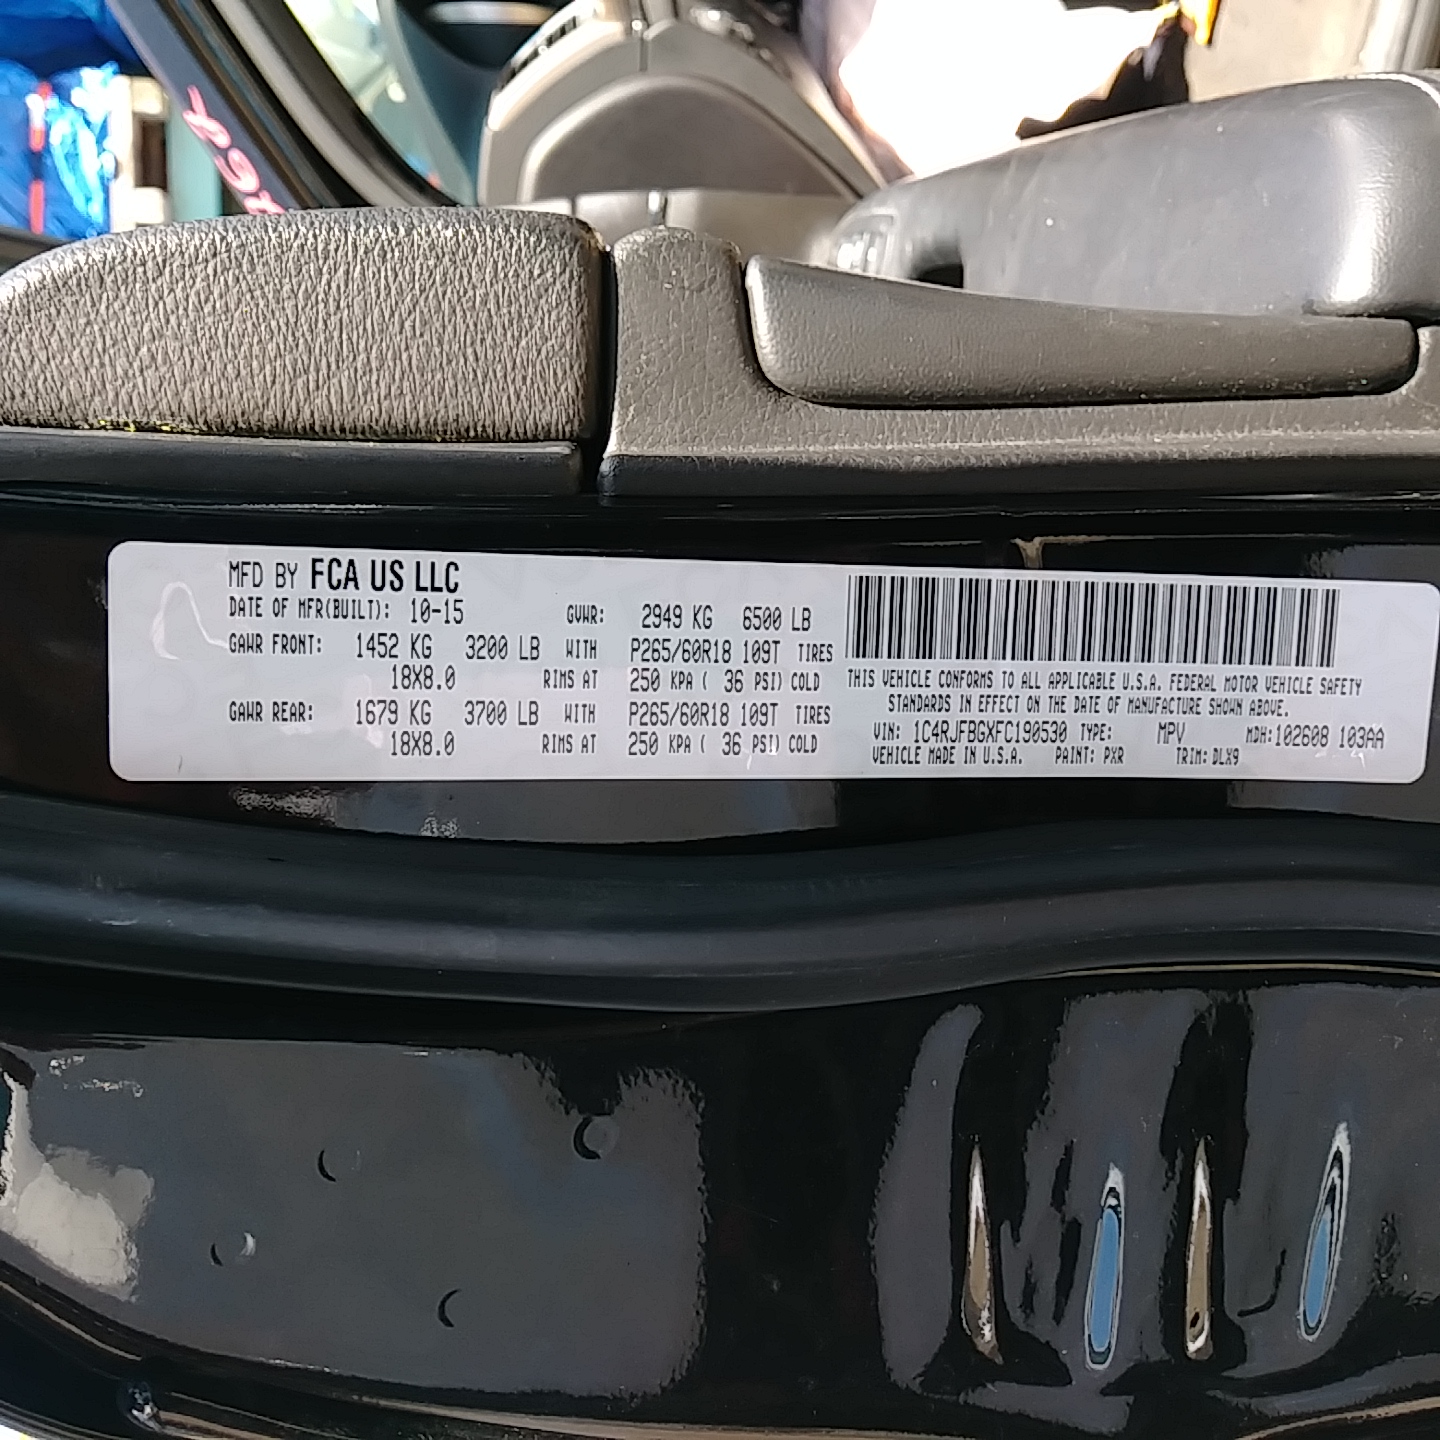 MFD BY FCA US LLC
DATE OF MFR(BUILT): 10-15 GVWR: 2949 KG 6500 LB
GAWR FRONT: 1452 KG 3200 LB WITH P265/60R18 109T TIRES
18X8.0 RIMS AT 250 KPA ( 36 PSI) COLD
GAWR REAR: 1679 KG 3700 LB WITH P265/60R18 109T TIRES
18X8.0 RIMS AT 250 KPA ( 36 PSI) COLD
THIS VEHICLE CONFORMS TO ALL APPLICABLE U.S.A. FEDERAL MOTOR VEHICLE SAFETY
STANDARDS IN EFFECT ON THE DATE OF MANUFACTURE SHOWN ABOVE.
VIN: 1C4RJFBGXFC190530 TYPE: MPV MDH:102608 103AA
VEHICLE MADE IN U.S.A. PAINT: PXR TRIM: DLX9